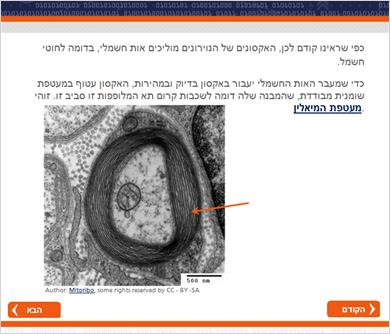 כפי שראינו קודם לכן, האקסונים של הנוירונים מוליכים אות חשמלי, בדומה לחוטי
חשמל.
כדי שמעבר האות החשמלי יעבור באקסון בדיוק ובמהירות, האקסון עטוף במעטפת
שומנית מבודדת, שהמבנה שלה דומה לשכבות קרום תא המלופפות זו סביב זו. זוהי
מעטפת המיאלין.
500 nm
Author: Mitoribo, some rights reserved by CC - BY -SA
הקודם
הבא